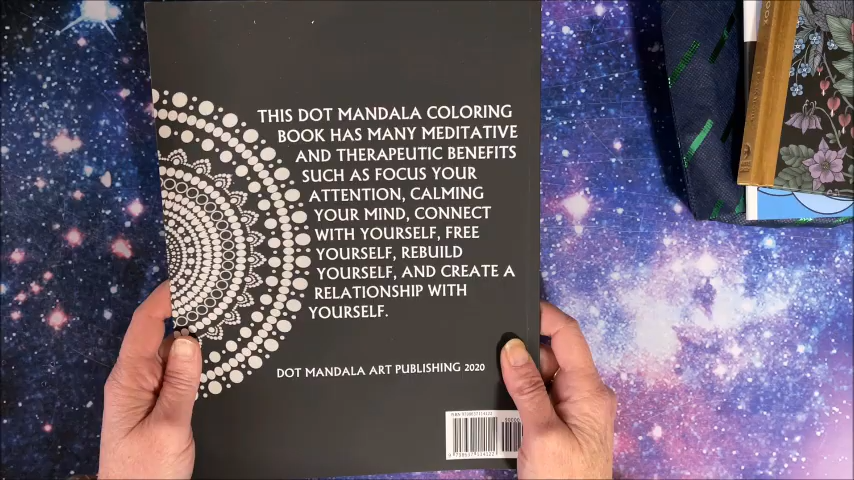 THIS DOT MANDALA COLORING
BOOK HAS MANY MEDITATIVE
AND THERAPEUTIC BENEFITS
SUCH AS FOCUS YOUR
ATTENTION, CALMING
YOUR MIND, CONNECT
WITH YOURSELF, FREE
YOURSELF, REBUILD
YOURSELF, AND CREATE A
RELATIONSHIP WITH
YOURSELF.
DOT MANDALA ART PUBLISHING 2020
ISBN